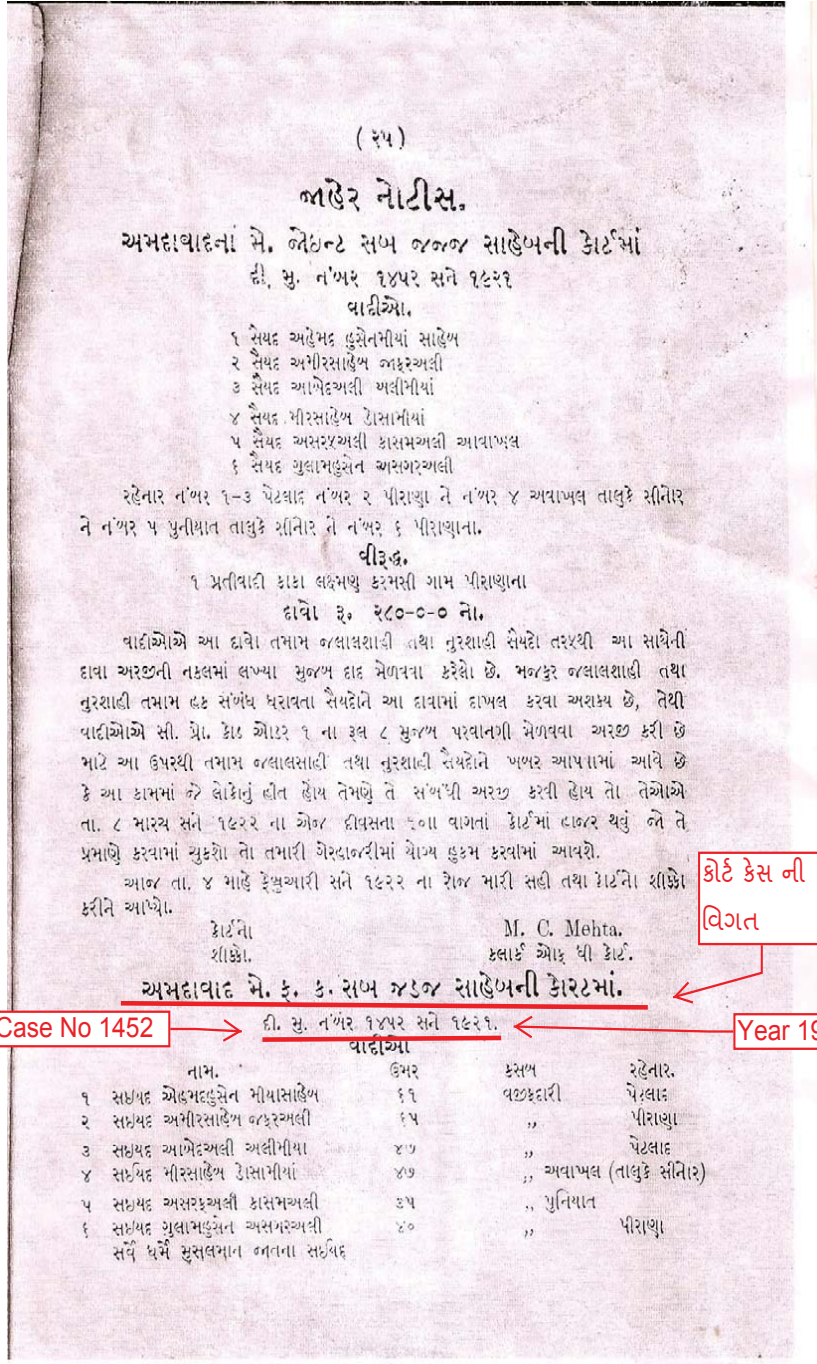 ( ૨૫ )
જાહેર નોટીસ.
અમદાવાદનાં મે. જોઇન્ટ સબ જજજ સાહેબની કોર્ટમાં
દી. મુ. નંબર ૧૪૫૨ સને ૧૯૨૧
વાદીઓ.
૧ સૈયદ અહેમદ હુસેનમીયાં સાહેબ
૨ સૈયદ અમીરસાહેબ જાફરઅલી
૩ સૈયદ આબેદઅલી અલીમીયાં
૪ સૈયદ મીરસાહેબ ડોસામીયાં
૫ સૈયદ અસરફઅલી કાસમઅલી આવાખલ
૬ સૈયદ ગુલામહુસેન અસગરઅલી
રહેનાર નંબર ૧-૩ પેટલાદ નંબર ૨ પીરાણા ને નંબર ૪ અવાખલ તાલુકે સીનોર
ને નંબર ૫ પુનીયાત તાલુકે શીનોર ને નંબર ૬ પીરાણાના.
વીરૂદ્ધ.
૧ પ્રતીવાદી કાકા લક્ષ્મણ કરમસી ગામ પીરાણાના
દાવો રૂ. ૨૮૦-૦-૦ નો.
વાદીઓએ આ દાવો તમામ જલાલશાહી તથા નુરશાહી સૈયદો તરફથી આ સાથેની
દાવા અરજીની નકલમાં લખ્યા મુજબ દાદ મેળવવા કરેલો છે. મજકુર જલાલશાહી તથા
નુરશાહી તમામ હક સંબંધ ધરાવતા સૈયદોને આ દાવામાં દાખલ કરવા અશક્ય છે, તેથી
વાદીઓએ સી. પ્રો. કોડ ઓડર ૧ ના રૂલ ૮ મુજબ પરવાનગી મેળવવા અરજી કરી છે
માટે આ ઉપરથી તમામ જલાલસાહી તથા નુરશાહી સૈયદોને ખબર આપવામાં આવે છે
કે આ કામમાં જે લોકોનું હીત હોય તેમણે તે સંબંધી અરજી કરવી હોય તો તેઓએ
તા. ૮ મારચ સને ૧૯૨૨ ના એજ દીવસના ૧૦ાા વાગતાં કોર્ટમાં હાજર થવું જો તે
પ્રમાણે કરવામાં ચુકશો તો તમારી ગેરહાજરીમાં યોગ્ય હુકમ કરવામાં આવશે.
આજ તા. ૪ માહે ફેબ્રુઆરી સને ૧૯૨૨ ના રોજ મારી સહી તથા કોર્ટનો શીક્કો
કરીને આપ્યો.
કોર્ટ કેસ ની
વિગત
કોર્ટનો M. C. Mehta.
શીક્કો. કલાર્ક ઓફ ધી કોર્ટ.
અમદાવાદ મે. ફ. ક. સબ જડજ સાહેબની કોરટમાં.
Case No 1452 દી. મુ. નંબર ૧૪૫૨ સને ૧૯૨૧. Year 19
વાદીઓ
નામ. ઉમર કસબ રહેનાર.
૧ સઇયદ એહમદહુસેન મીયાસાહેબ ૬૧ વજીફદારી પેટલાદ
૨ સઇયદ અમીરસાહેબ જફરઅલી ૬૫ ,, પીરાણા
૩ સઇયદ આબેદઅલી અલીમીયા ૪૭ ,, પેટલાદ
૪ સઈયદ મીરસાહેબ ડોસામીયાં ૪૭ ,, અવાખલ (તાલુકે સીનોર)
૫ સઇયદ અસરફઅલી કાસમઅલી ૩૫ ,, પુનિયાત
૬ સઇયદ ગુલામહુસેન અસગરઅલી ૪૦ ,, પીરાણા
સર્વે ધર્મે મુસલમાન જાતના સઈયદ